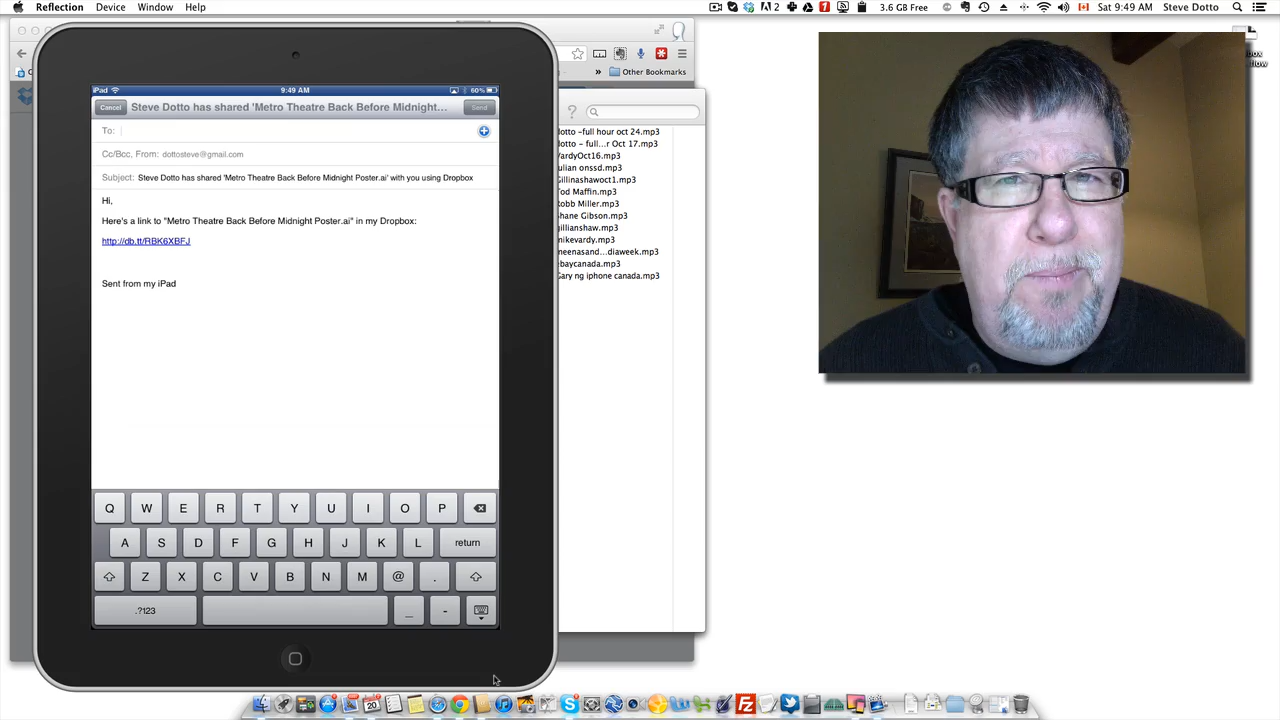 Reflection Device Window Help
2 1 3.6 GB Free Sat 9:49 AM Steve Dotto
Other Bookmarks
iPad 9:49 AM 60%
Cancel Steve Dotto has shared 'Metro Theatre Back Before Midnight... Send
To:
Cc/Bcc, From: dottosteve@gmail.com
Subject: Steve Dotto has shared 'Metro Theatre Back Before Midnight Poster.ai' with you using Dropbox
Hi,
Here's a link to "Metro Theatre Back Before Midnight Poster.ai" in my Dropbox:
http://db.tt/RBK6XBFJ
Sent from my iPad
dotto -full hour oct 24.mp3
dotto - full...r Oct 17.mp3
VardyOct16.mp3
ulian onssd.mp3
Gillinashawoct1.mp3
Tod Maffin.mp3
Robb Miller.mp3
Shane Gibson.mp3
gillianshaw.mp3
mikevardy.mp3
neenasand...diaweek.mp3
ebaycanada.mp3
Gary ng iphone canada.mp3
Q W E R T Y U I O P
A S D F G H J K L return
Z X C V B N M @ .
.?123 _ -
20